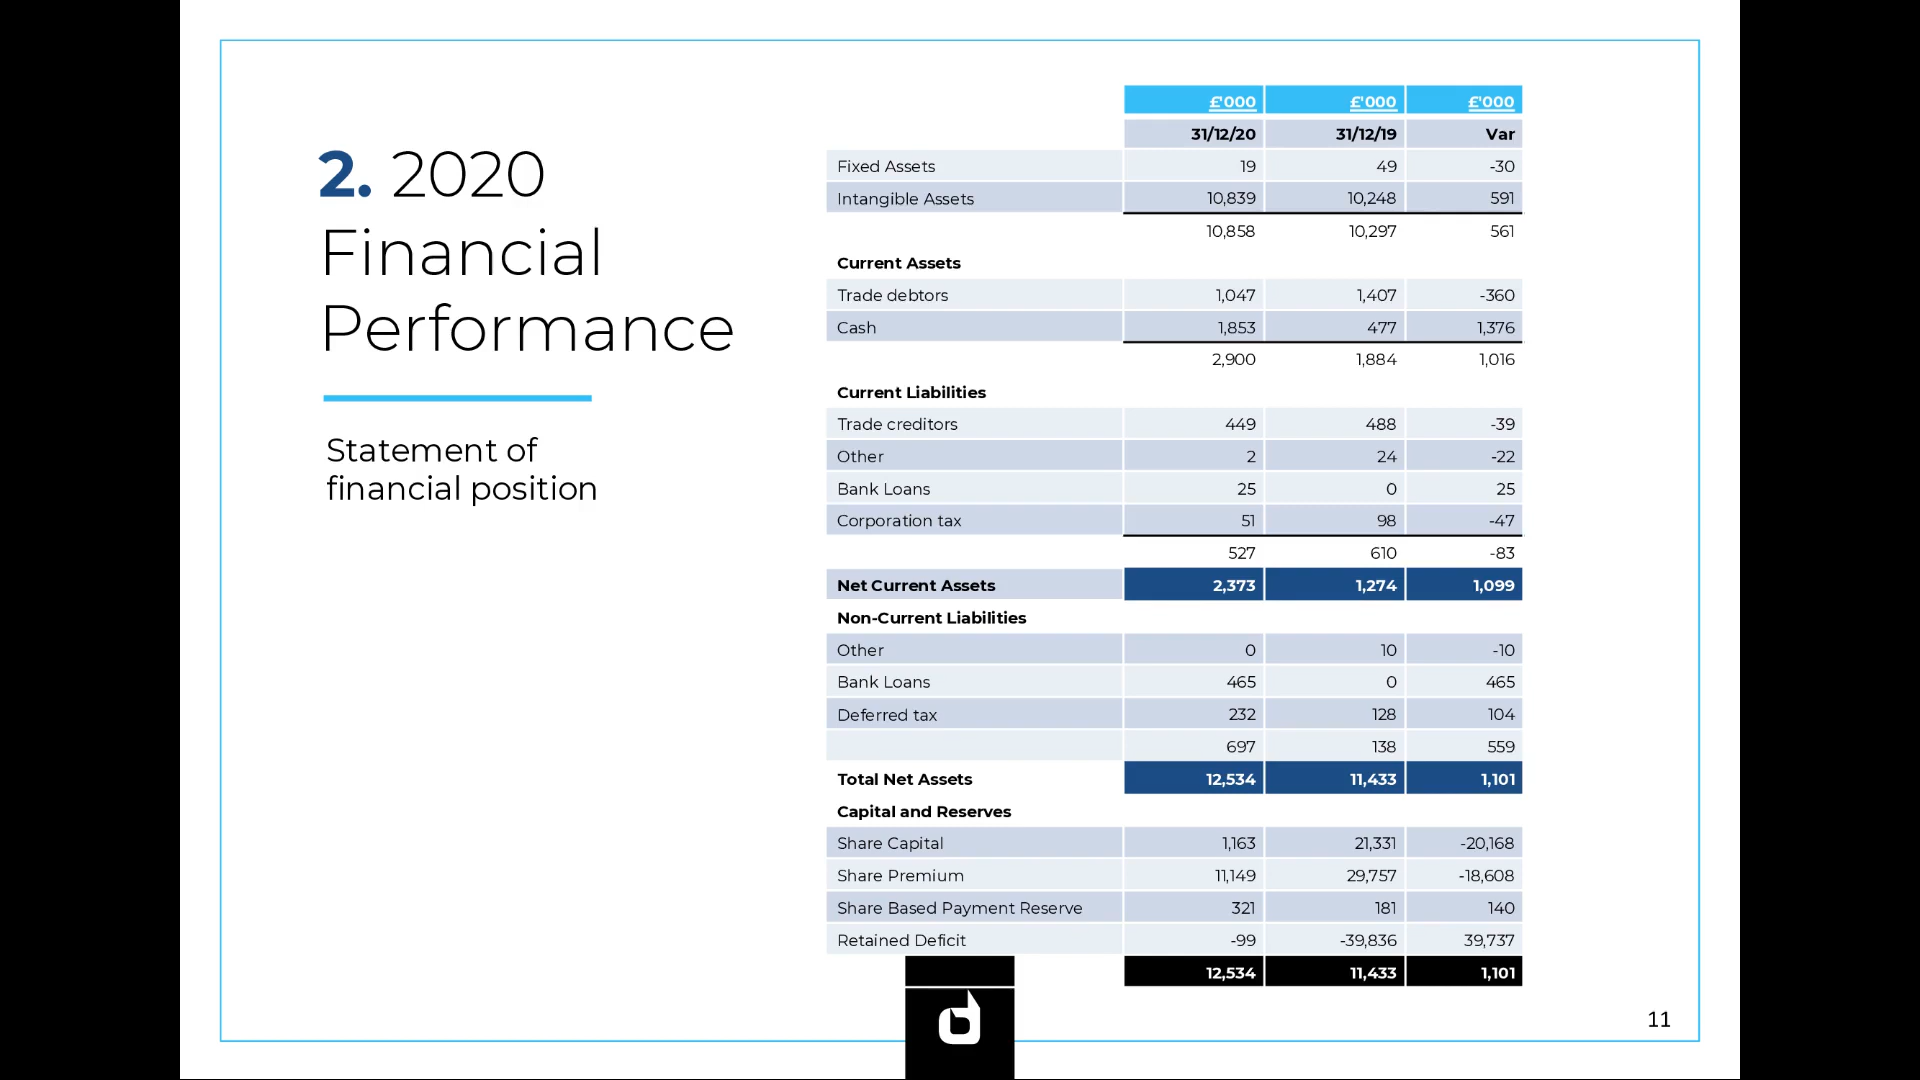 2. 2020
Financial
Performance
Statement of
financial position
£'000 £'000 £'000
31/12/20 31/12/19 Var
Fixed Assets 19 49 -30
Intangible Assets 10,839 10,248 591
10,858 10,297 561
Current Assets
Trade debtors 1,047 1,407 -360
Cash 1,853 477 1,376
2,900 1,884 1,016
Current Liabilities
Trade creditors 449 488 -39
Other 2 24 -22
Bank Loans 25 0 25
Corporation tax 51 98 -47
527 610 -83
Net Current Assets 2,373 1,274 1,099
Non-Current Liabilities
Other 0 10 -10
Bank Loans 465 0 465
Deferred tax 232 128 104
697 138 559
Total Net Assets 12,534 11,433 1,101
Capital and Reserves
Share Capital 1,163 21,331 -20,168
Share Premium 11,149 29,757 -18,608
Share Based Payment Reserve 321 181 140
Retained Deficit -99 -39,836 39,737
12,534 11,433 1,101
11